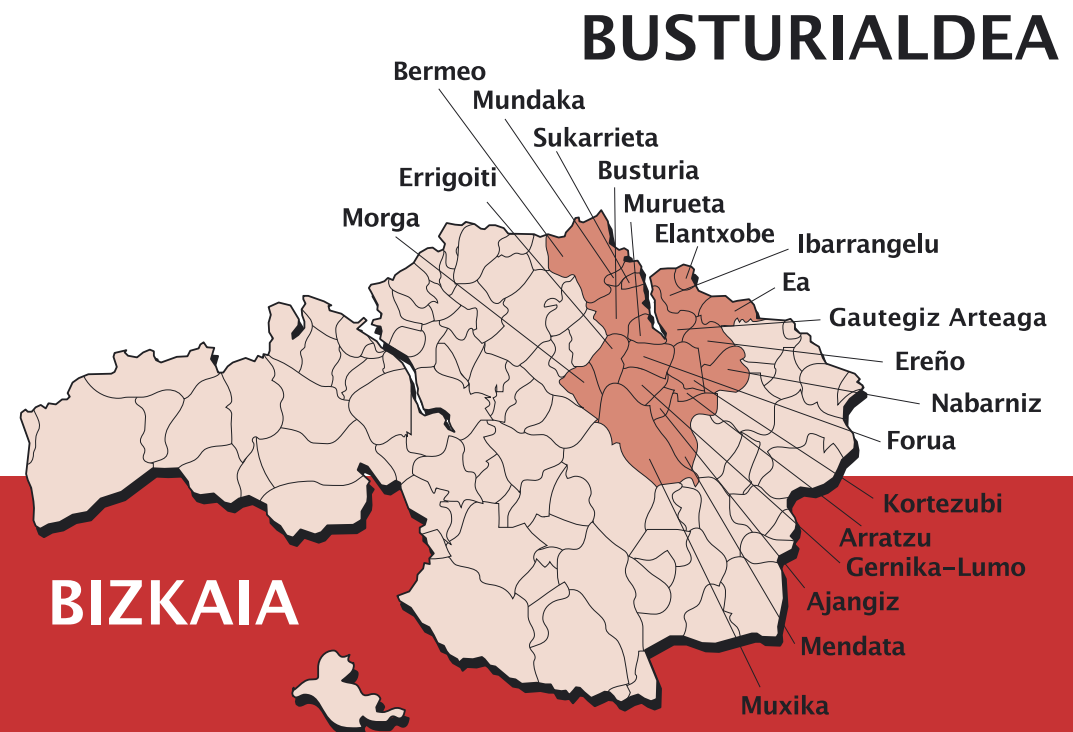 BUSTURIALDEA
Bermeo
Mundaka
Sukarrieta
Busturia
Errigoiti
Murueta
Morga
Elantxobe
Ibarrangelu
Ea
Gautegiz Arteaga
Ereño
Nabarniz
Forua
Kortezubi
Arratzu
Gernika-Lumo
BIZKAIA
Ajangiz
Mendata
Muxika